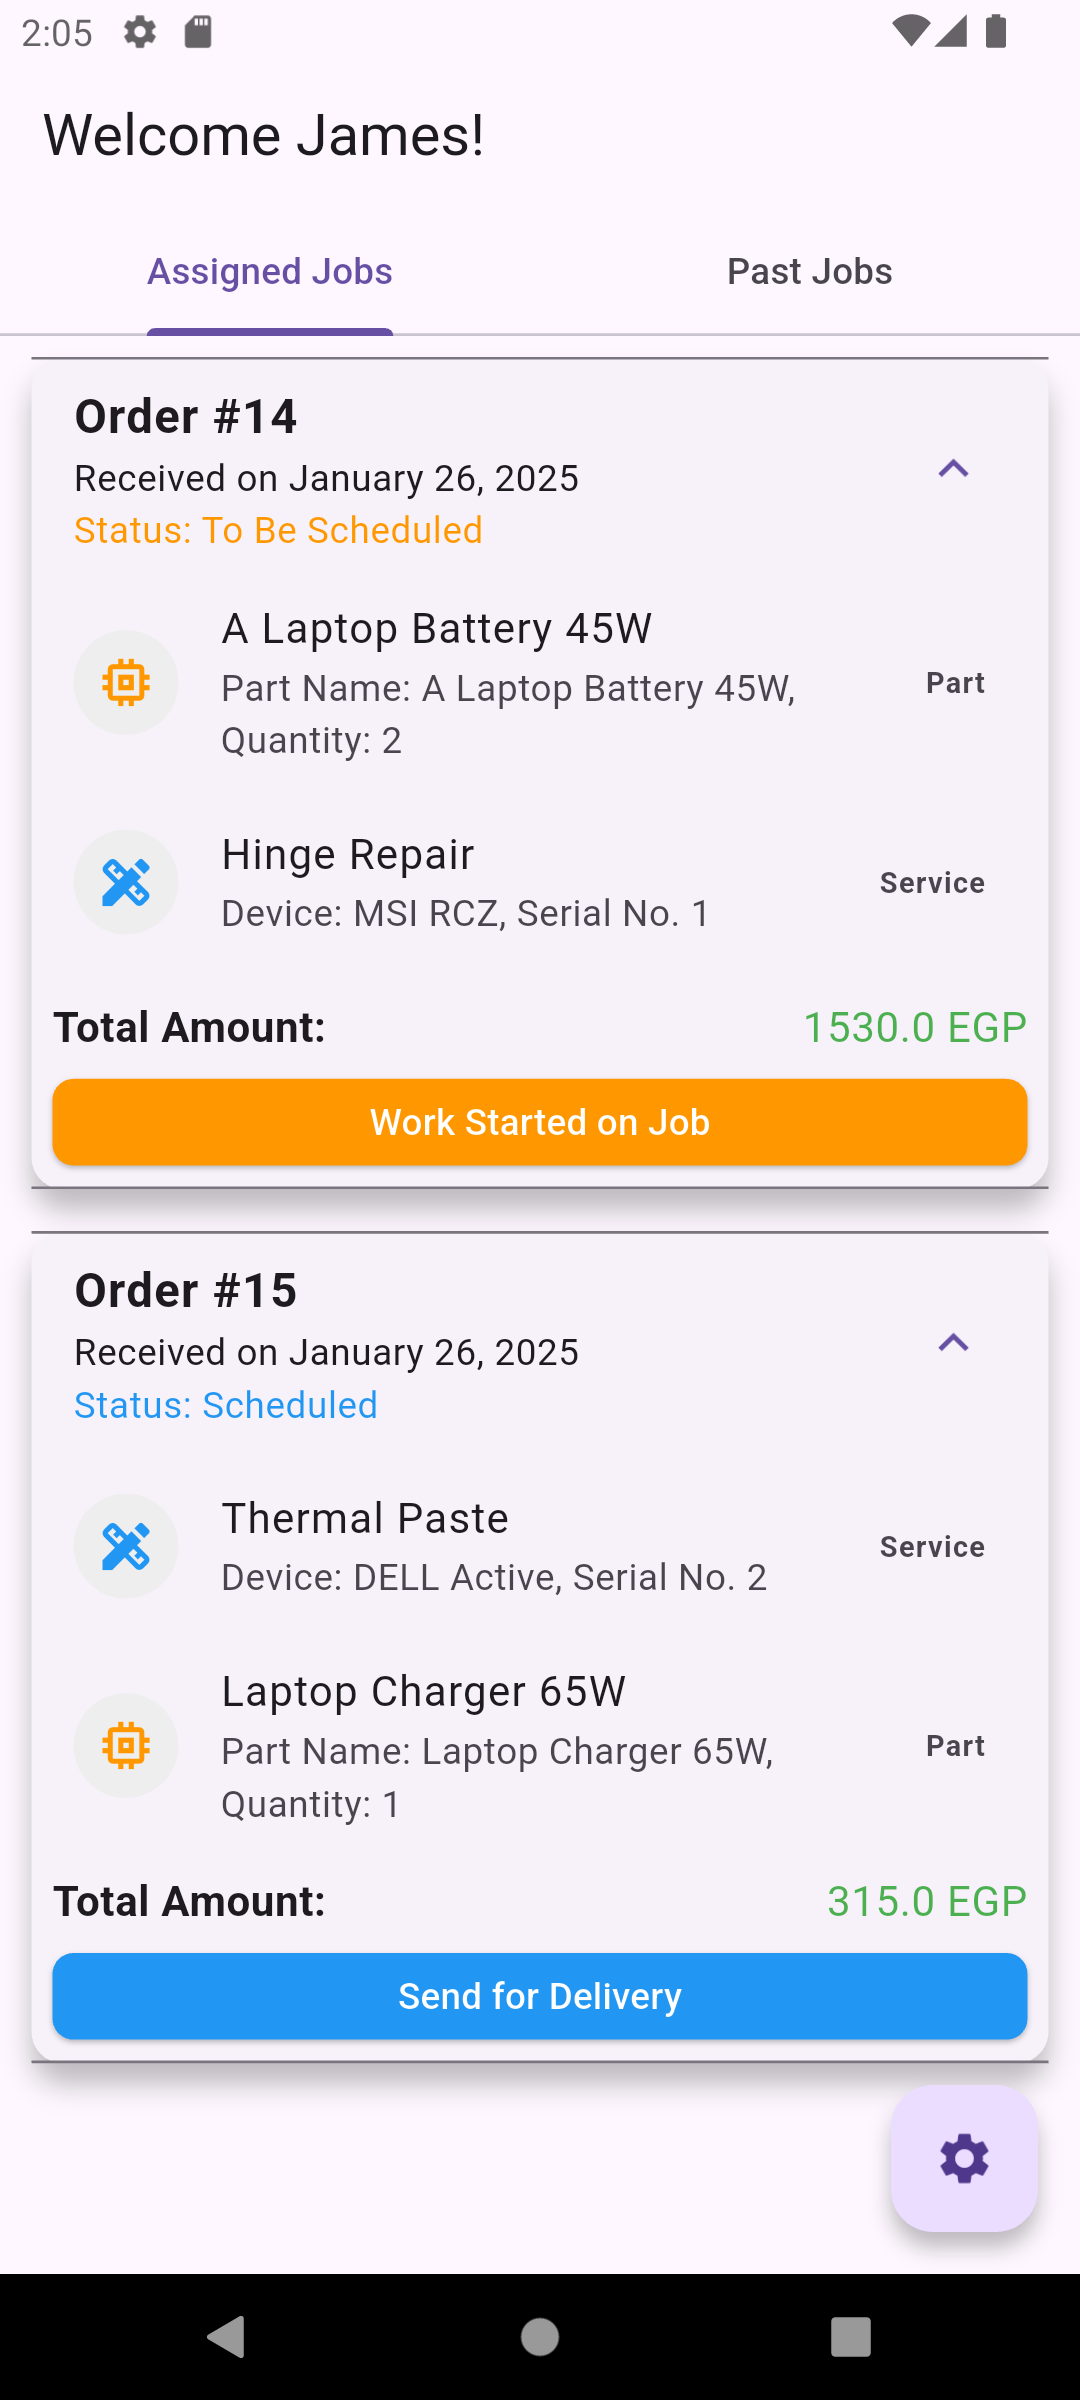 2:05
Welcome James!
Assigned Jobs
Past Jobs
Order #14
Received on January 26, 2025
Status: To Be Scheduled
A Laptop Battery 45W
Part Name: A Laptop Battery 45W,
Quantity: 2
Part
Hinge Repair
Device: MSI RCZ, Serial No. 1
Service
Total Amount:
1530.0 EGP
Work Started on Job
Order #15
Received on January 26, 2025
Status: Scheduled
Thermal Paste
Device: DELL Active, Serial No. 2
Service
Laptop Charger 65W
Part Name: Laptop Charger 65W,
Quantity: 1
Part
Total Amount:
315.0 EGP
Send for Delivery